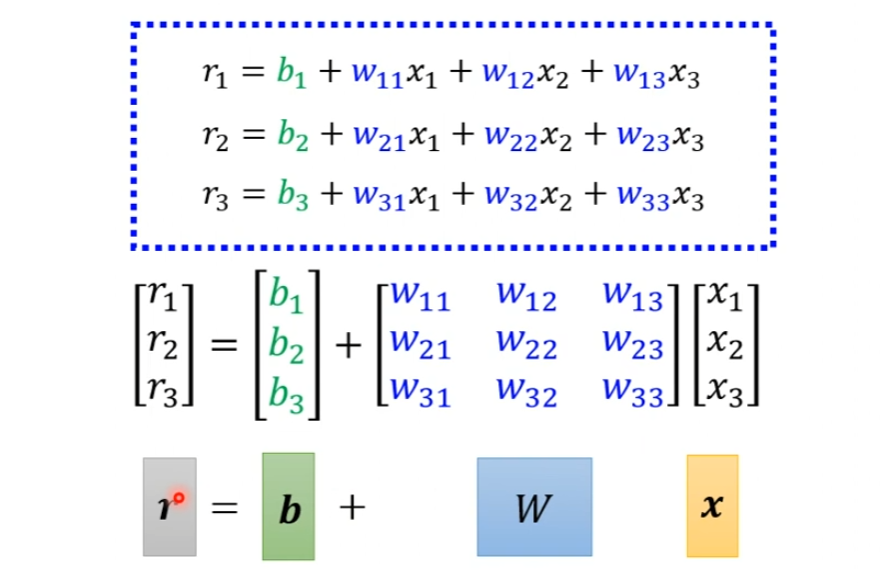 r₁ = b₁ + w₁₁x₁ + w₁₂x₂ + w₁₃x₃
r₂ = b₂ + w₂₁x₁ + w₂₂x₂ + w₂₃x₃
r₃ = b₃ + w₃₁x₁ + w₃₂x₂ + w₃₃x₃
[r₁] [b₁] [w₁₁ w₁₂ w₁₃] [x₁]
[r₂] = [b₂] + [w₂₁ w₂₂ w₂₃] [x₂]
[r₃] [b₃] [w₃₁ w₃₂ w₃₃] [x₃]
r = b + W x